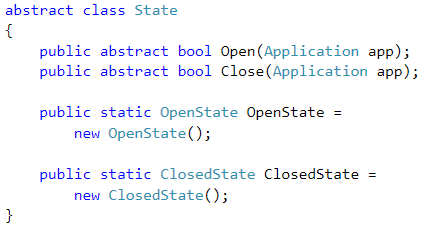 abstract class State
{
    public abstract bool Open(Application app);
    public abstract bool Close(Application app);

    public static OpenState OpenState =
        new OpenState();

    public static ClosedState ClosedState =
        new ClosedState();
}